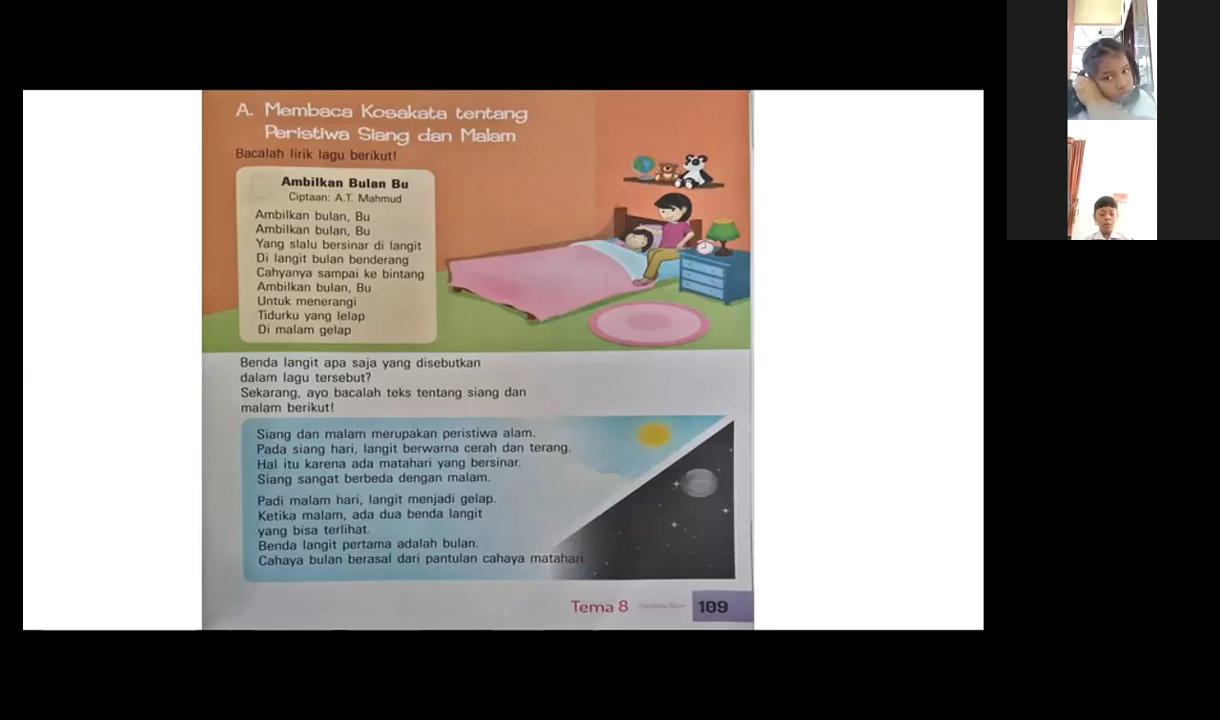 A. Membaca Kosakata tentang
Peristiwa Siang dan Malam
Bacalah lirik lagu berikut!
Ambilkan Bulan Bu
Ciptaan: A.T. Mahmud
Ambilkan bulan, Bu
Ambilkan bulan, Bu
Yang slalu bersinar di langit
Di langit bulan benderang
Cahyanya sampai ke bintang
Ambilkan bulan, Bu
Untuk menerangi
Tidurku yang lelap
Di malam gelap
Benda langit apa saja yang disebutkan
dalam lagu tersebut?
Sekarang, ayo bacalah teks tentang siang dan
malam berikut!
Siang dan malam merupakan peristiwa alam.
Pada siang hari, langit berwarna cerah dan terang.
Hal itu karena ada matahari yang bersinar.
Siang sangat berbeda dengan malam.
Padi malam hari, langit menjadi gelap.
Ketika malam, ada dua benda langit
yang bisa terlihat.
Benda langit pertama adalah bulan.
Cahaya bulan berasal dari pantulan cahaya matahari
Tema 8
109